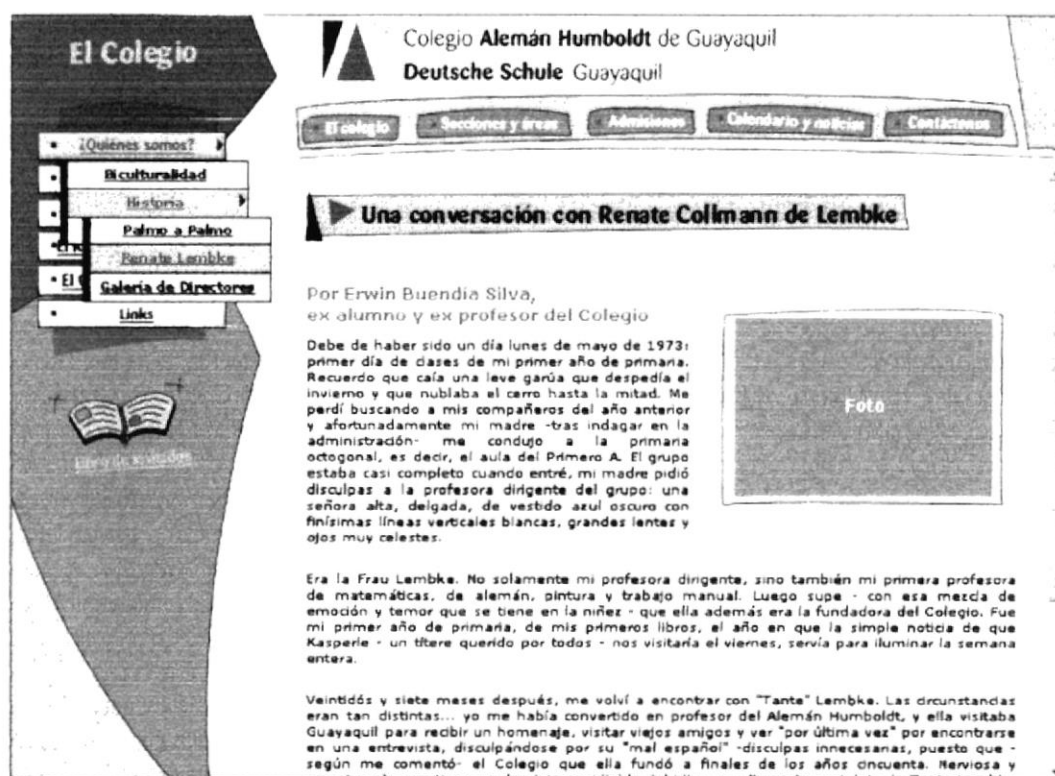 El Colegio
Colegio Alemán Humboldt de Guayaquil
Deutsche Schule Guayaquil
El colegio
Secciones y áreas
Admisiones
Calendario y noticias
Contáctenos
¿Quiénes somos?
Biculturalidad
Historia
Palmo a Palmo
Renate Lembke
Galería de Directores
Links
Libro de visitados
Una conversación con Renate Collmann de Lembke
Por Erwin Buendía Silva,
ex alumno y ex profesor del Colegio
Debe de haber sido un día lunes de mayo de 1973:
primer día de clases de mi primer año de primaria.
Recuerdo que caía una leve garúa que despedía el
invierno y que nublaba el cerro hasta la mitad. Me
perdí buscando a mis compañeros del año anterior
y afortunadamente mi madre -tras indagar en la
administración- me condujo a la primaria
octogonal, es decir, el aula del Primero A. El grupo
estaba casi completo cuando entré, mi madre pidió
disculpas a la profesora dirigente del grupo: una
señora alta, delgada, de vestido azul oscuro con
finísimas líneas verticales blancas, grandes lentes y
ojos muy celestes.
Foto
Era la Frau Lembke. No solamente mi profesora dirigente, sino también mi primera profesora
de matemáticas, de alemán, pintura y trabajo manual. Luego supe - con esa mezcla de
emoción y temor que se tiene en la niñez - que ella además era la fundadora del Colegio. Fue
mi primer año de primaria, de mis primeros libros, el año en que la simple noticia de que
Kasperle - un títere querido por todos - nos visitaría el viernes, servía para iluminar la semana
entera.
Veintidós y siete meses después, me volví a encontrar con "Tante" Lembke. Las circunstancias
eran tan distintas... yo me había convertido en profesor del Alemán Humboldt, y ella visitaba
Guayaquil para recibir un homenaje, visitar viejos amigos y ver "por última vez" por encontrarse
en una entrevista, disculpándose por su "mal español" -disculpas innecesarias, puesto que -
según me comentó- el Colegio que ella fundó a finales de los años cincuenta. Nerviosa y